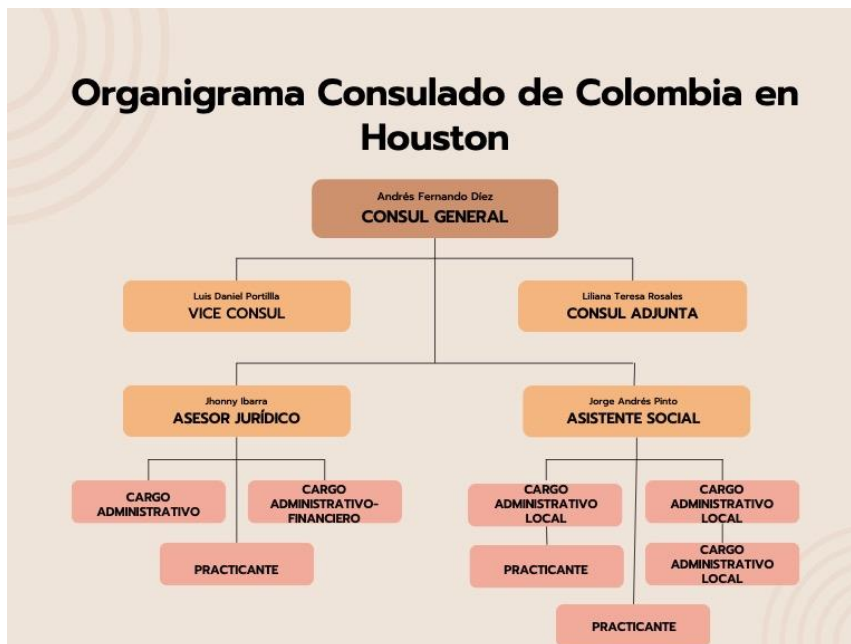 Organigrama Consulado de Colombia en
Houston
Andrés Fernando Díez
CONSUL GENERAL
Luis Daniel Portillla
VICE CONSUL
Liliana Teresa Rosales
CONSUL ADJUNTA
Jhonny Ibarra
ASESOR JURÍDICO
Jorge Andrés Pinto
ASISTENTE SOCIAL
CARGO
ADMINISTRATIVO
CARGO
ADMINISTRATIVO-
FINANCIERO
PRACTICANTE
CARGO
ADMINISTRATIVO
LOCAL
CARGO
ADMINISTRATIVO
LOCAL
PRACTICANTE
CARGO
ADMINISTRATIVO
LOCAL
PRACTICANTE